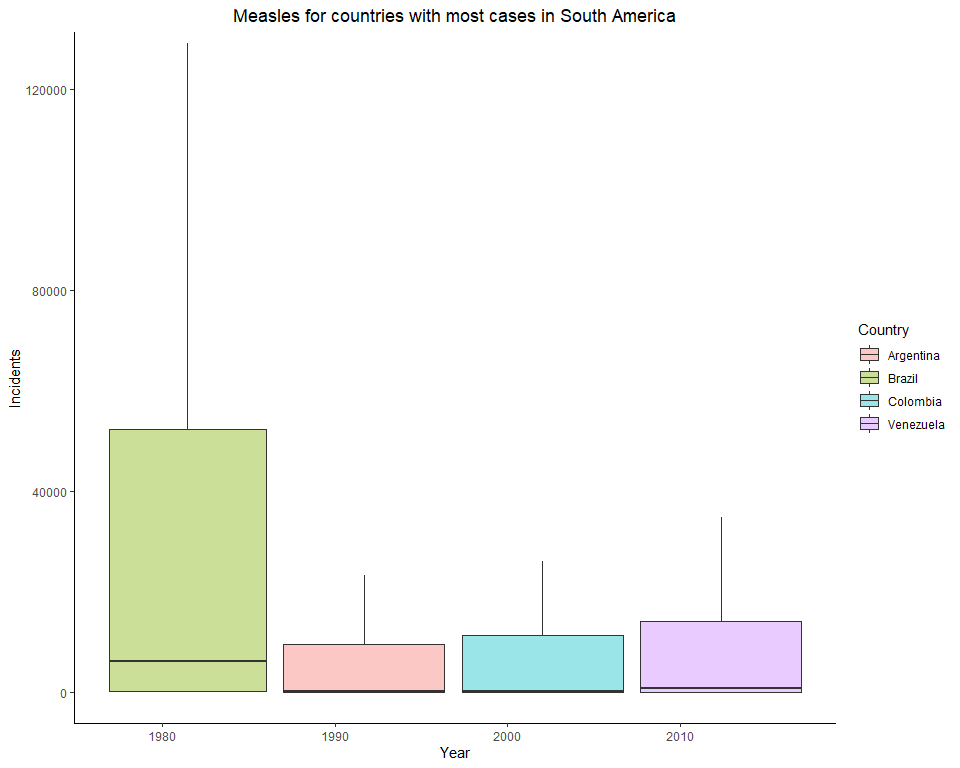 Measles for countries with most cases in South America
120000
80000
40000
0
Incidents
1980
1990
2000
2010
Year
Country
Argentina
Brazil
Colombia
Venezuela